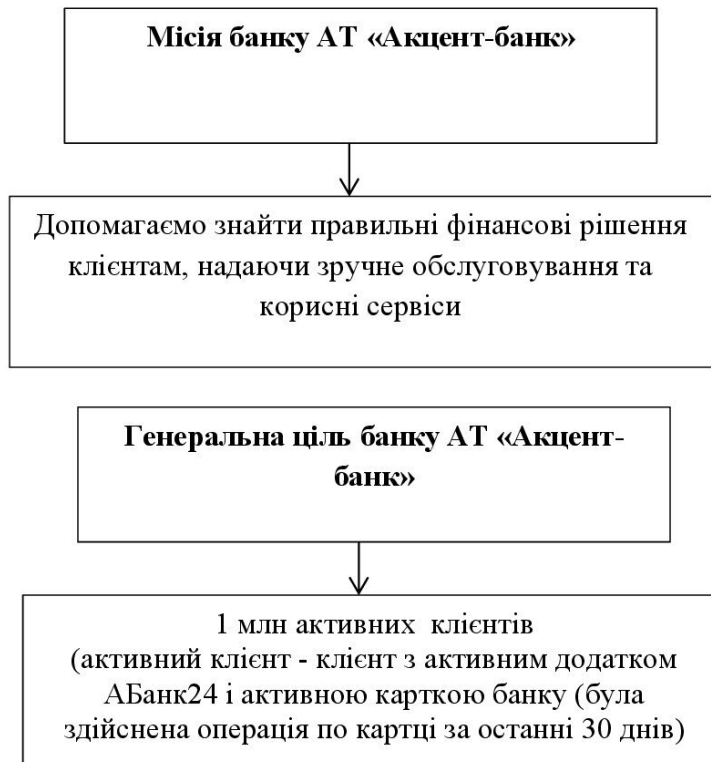 Місія банку АТ «Акцент-банк»
Допомагаємо знайти правильні фінансові рішення
клієнтам, надаючи зручне обслуговування та
корисні сервіси
Генеральна ціль банку АТ «Акцент-
банк»
1 млн активних клієнтів
(активний клієнт - клієнт з активним додатком
АБанк24 і активною карткою банку (була
здійснена операція по картці за останні 30 днів)